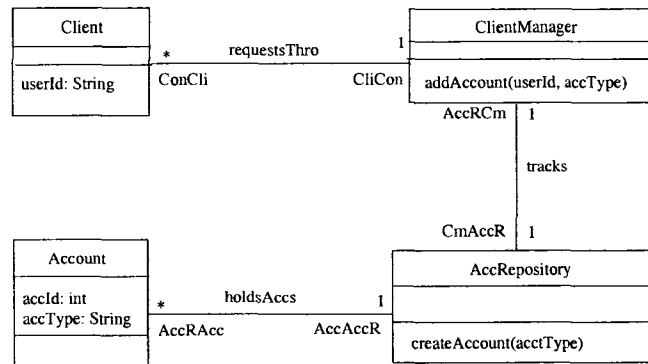 Client
ClientManager
* requestsThro 1
userId: String
ConCli CliCon
addAccount(userId, accType)
AccRCm 1
tracks
CmAccR 1
Account
AccRepository
accId: int
accType: String
* holdsAccs 1
AccRAcc AccAccR
createAccount(acctType)